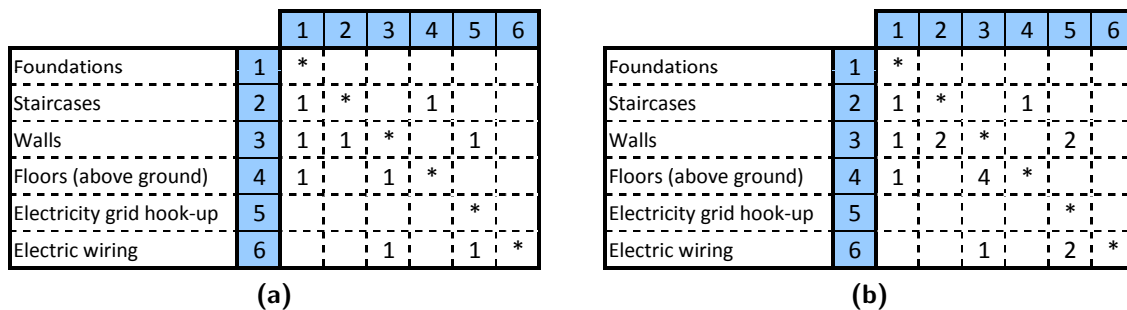 1 2 3 4 5 6
Foundations 1 *
Staircases 2 1 * 1
Walls 3 1 1 * 1
Floors (above ground) 4 1 1 *
Electricity grid hook-up 5 *
Electric wiring 6 1 1 *
(a)
1 2 3 4 5 6
Foundations 1 *
Staircases 2 1 * 1
Walls 3 1 2 * 2
Floors (above ground) 4 1 4 *
Electricity grid hook-up 5 *
Electric wiring 6 1 2 *
(b)